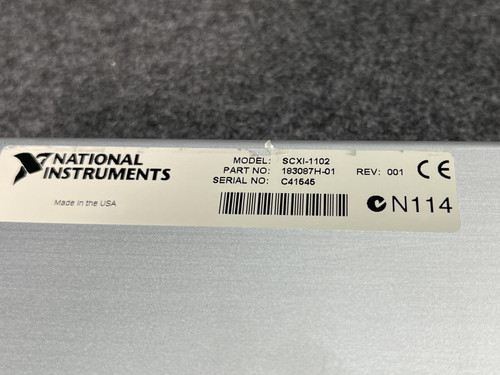 NATIONAL
INSTRUMENTS
Made in the USA
MODEL: SCXI-1102
PART NO: 183087H-01 REV: 001 CE
SERIAL NO: C41545
N114